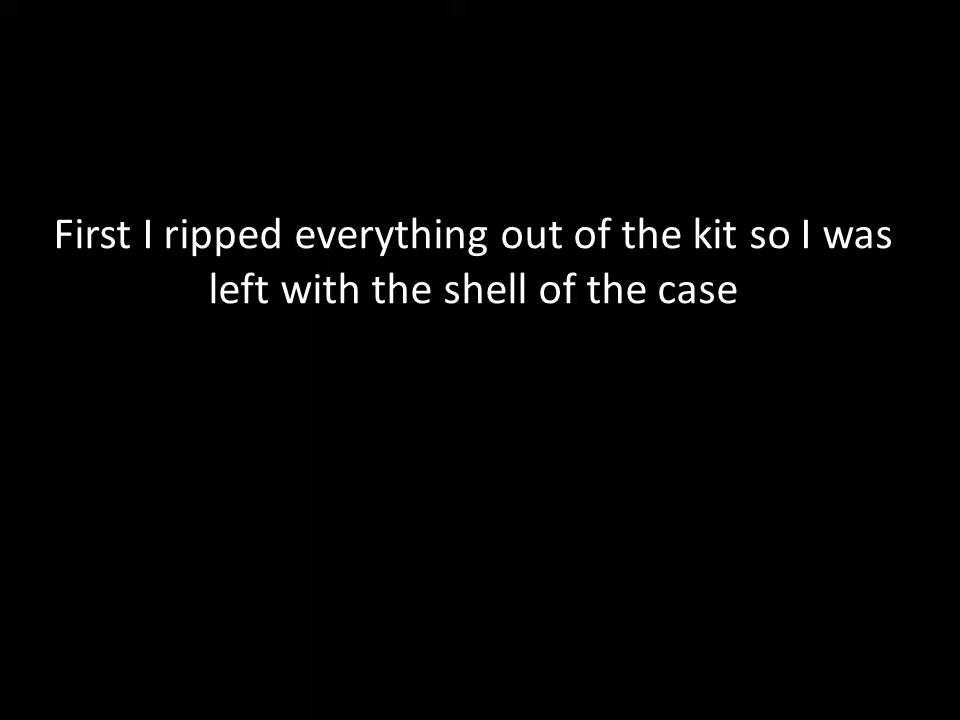 First I ripped everything out of the kit so I was
left with the shell of the case